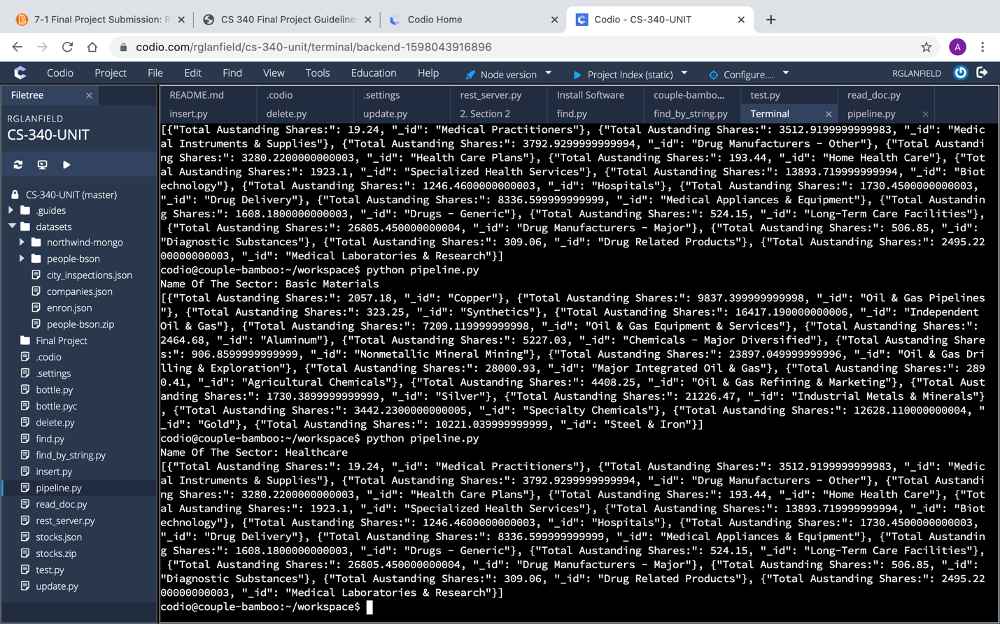 7-1 Final Project Submission: R
CS 340 Final Project Guideline
Codio Home
Codio - CS-340-UNIT
codio.com/rglanfield/cs-340-unit/terminal/backend-1598043916896
A
Codio Project File Edit Find View Tools Education Help Node version Project Index (static) Configure.... RGLANFIELD
Filetree
RGLANFIELD
CS-340-UNIT
CS-340-UNIT (master)
.guides
datasets
northwind-mongo
people-bson
city_inspections.json
companies.json
enron.json
people-bson.zip
Final Project
.codio
.settings
bottle.py
bottle.pyc
delete.py
find.py
find_by_string.py
insert.py
pipeline.py
read_doc.py
rest_server.py
stocks.json
stocks.zip
test.py
update.py
README.md .codio .settings rest_server.py Install Software couple-bambo... test.py read_doc.py
insert.py delete.py update.py 2. Section 2 find.py find_by_string.py Terminal pipeline.py
[{"Total Austanding Shares:": 19.24, "_id": "Medical Practitioners"}, {"Total Austanding Shares:": 3512.9199999999983, "_id": "Medic
al Instruments & Supplies"}, {"Total Austanding Shares:": 3792.9299999999994, "_id": "Drug Manufacturers - Other"}, {"Total Austandi
ng Shares:": 3280.2200000000003, "_id": "Health Care Plans"}, {"Total Austanding Shares:": 193.44, "_id": "Home Health Care"}, {"Tot
al Austanding Shares:": 1923.1, "_id": "Specialized Health Services"}, {"Total Austanding Shares:": 13893.719999999994, "_id": "Biot
echnology"}, {"Total Austanding Shares:": 1246.4600000000003, "_id": "Hospitals"}, {"Total Austanding Shares:": 1730.4500000000003,
"_id": "Drug Delivery"}, {"Total Austanding Shares:": 8336.599999999999, "_id": "Medical Appliances & Equipment"}, {"Total Austandin
g Shares:": 1608.1800000000003, "_id": "Drugs - Generic"}, {"Total Austanding Shares:": 524.15, "_id": "Long-Term Care Facilities"},
{"Total Austanding Shares:": 26805.450000000004, "_id": "Drug Manufacturers - Major"}, {"Total Austanding Shares:": 506.85, "_id":
"Diagnostic Substances"}, {"Total Austanding Shares:": 309.06, "_id": "Drug Related Products"}, {"Total Austanding Shares:": 2495.22
00000000003, "_id": "Medical Laboratories & Research"}]
codio@couple-bamboo:~/workspace$ python pipeline.py
Name Of The Sector: Basic Materials
[{"Total Austanding Shares:": 2057.18, "_id": "Copper"}, {"Total Austanding Shares:": 9837.399999999998, "_id": "Oil & Gas Pipelines
"}, {"Total Austanding Shares:": 323.25, "_id": "Synthetics"}, {"Total Austanding Shares:": 16417.190000000006, "_id": "Independent
Oil & Gas"}, {"Total Austanding Shares:": 7209.119999999998, "_id": "Oil & Gas Equipment & Services"}, {"Total Austanding Shares:":
2464.68, "_id": "Aluminum"}, {"Total Austanding Shares:": 5227.03, "_id": "Chemicals - Major Diversified"}, {"Total Austanding Share
s:": 906.8599999999999, "_id": "Nonmetallic Mineral Mining"}, {"Total Austanding Shares:": 23897.049999999996, "_id": "Oil & Gas Dri
lling & Exploration"}, {"Total Austanding Shares:": 28000.93, "_id": "Major Integrated Oil & Gas"}, {"Total Austanding Shares:": 289
0.41, "_id": "Agricultural Chemicals"}, {"Total Austanding Shares:": 4408.25, "_id": "Oil & Gas Refining & Marketing"}, {"Total Aust
anding Shares:": 1730.3899999999999, "_id": "Silver"}, {"Total Austanding Shares:": 21226.47, "_id": "Industrial Metals & Minerals"}
, {"Total Austanding Shares:": 3442.2300000000005, "_id": "Specialty Chemicals"}, {"Total Austanding Shares:": 12628.110000000004, "
_id": "Gold"}, {"Total Austanding Shares:": 10221.039999999999, "_id": "Steel & Iron"}]
codio@couple-bamboo:~/workspace$ python pipeline.py
Name Of The Sector: Healthcare
[{"Total Austanding Shares:": 19.24, "_id": "Medical Practitioners"}, {"Total Austanding Shares:": 3512.9199999999983, "_id": "Medic
al Instruments & Supplies"}, {"Total Austanding Shares:": 3792.9299999999994, "_id": "Drug Manufacturers - Other"}, {"Total Austandi
ng Shares:": 3280.2200000000003, "_id": "Health Care Plans"}, {"Total Austanding Shares:": 193.44, "_id": "Home Health Care"}, {"Tot
al Austanding Shares:": 1923.1, "_id": "Specialized Health Services"}, {"Total Austanding Shares:": 13893.719999999994, "_id": "Biot
echnology"}, {"Total Austanding Shares:": 1246.4600000000003, "_id": "Hospitals"}, {"Total Austanding Shares:": 1730.4500000000003,
"_id": "Drug Delivery"}, {"Total Austanding Shares:": 8336.599999999999, "_id": "Medical Appliances & Equipment"}, {"Total Austandin
g Shares:": 1608.1800000000003, "_id": "Drugs - Generic"}, {"Total Austanding Shares:": 524.15, "_id": "Long-Term Care Facilities"},
{"Total Austanding Shares:": 26805.450000000004, "_id": "Drug Manufacturers - Major"}, {"Total Austanding Shares:": 506.85, "_id":
"Diagnostic Substances"}, {"Total Austanding Shares:": 309.06, "_id": "Drug Related Products"}, {"Total Austanding Shares:": 2495.22
00000000003, "_id": "Medical Laboratories & Research"}]
codio@couple-bamboo:~/workspace$